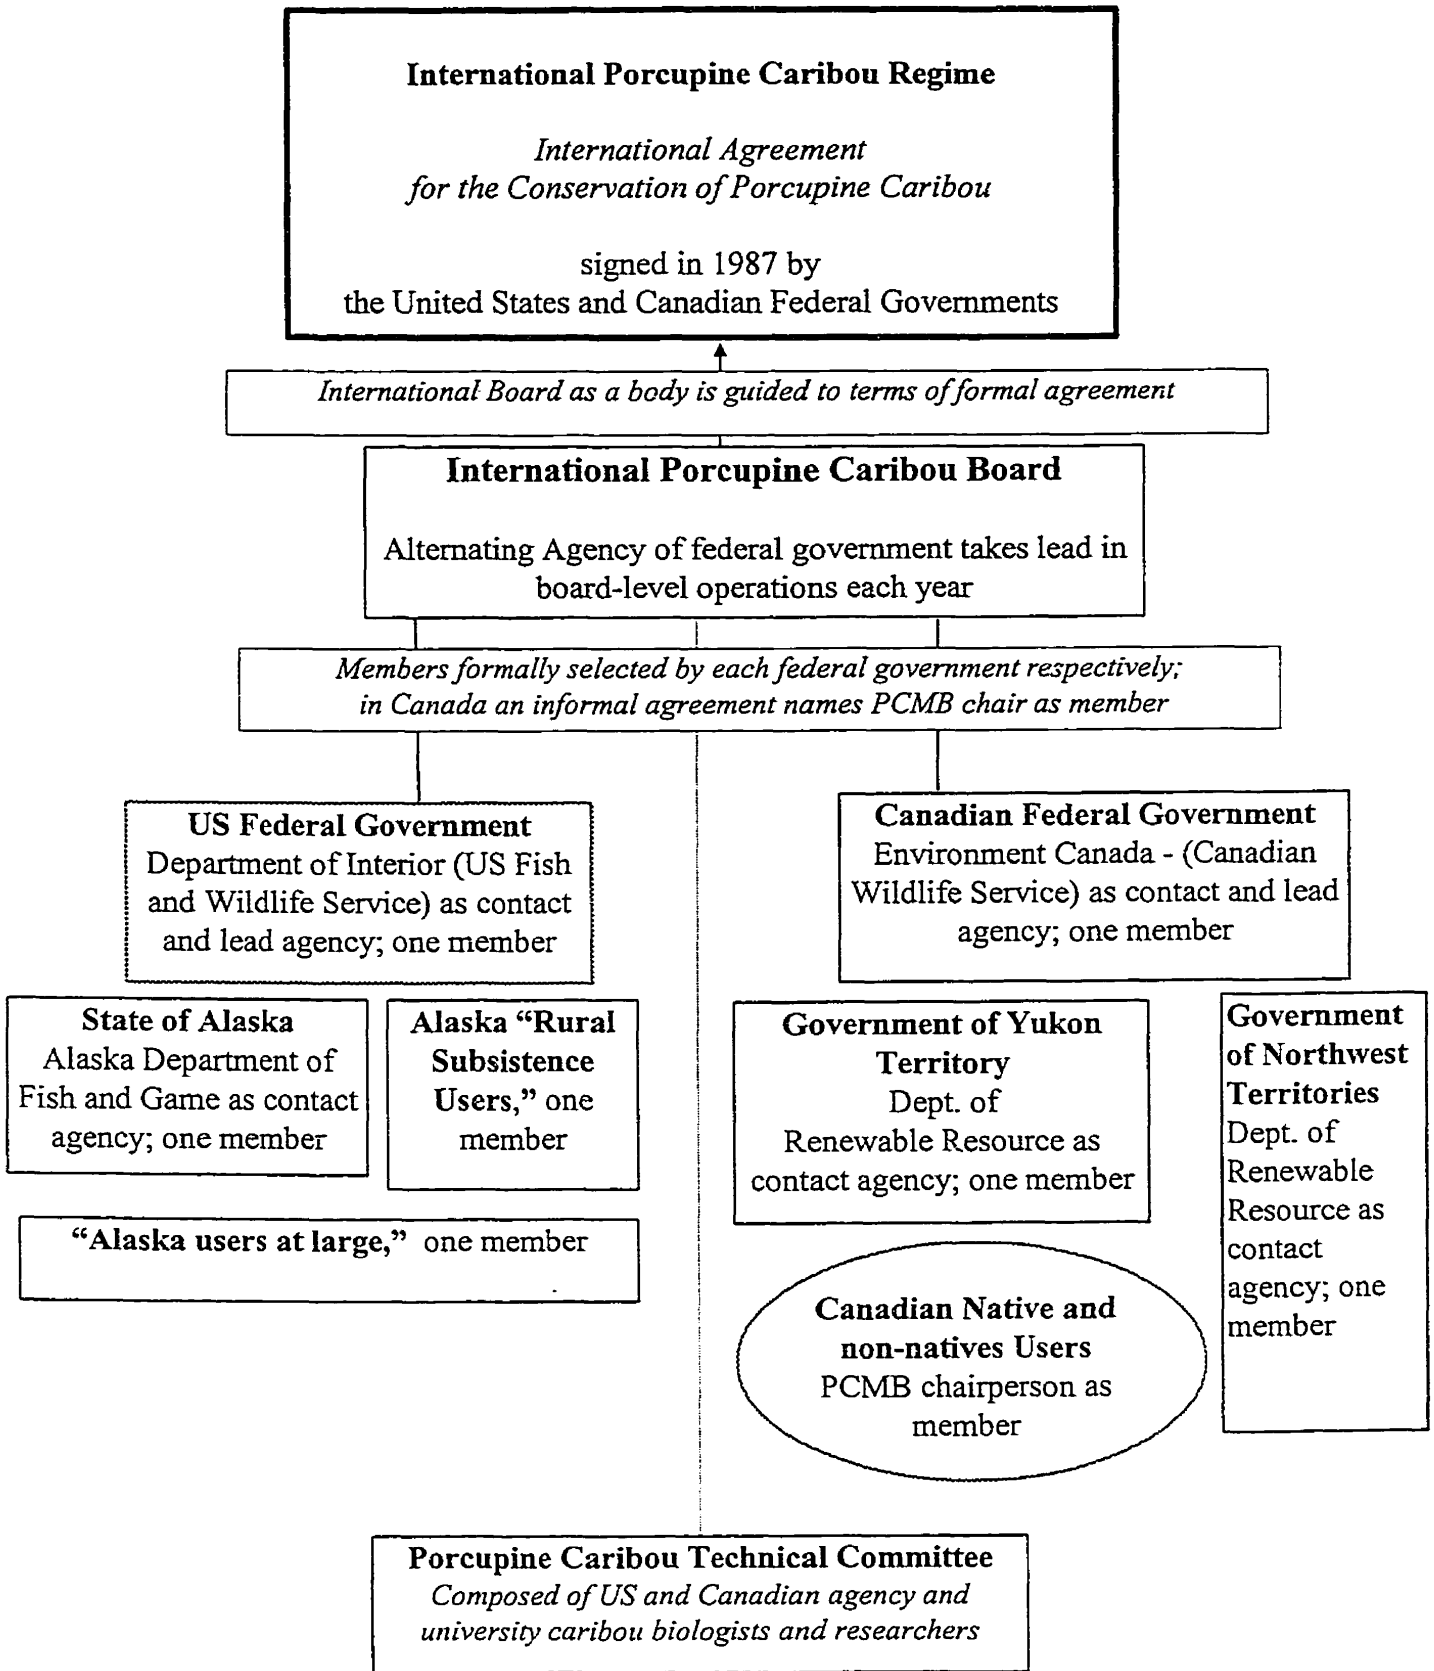 International Porcupine Caribou Regime
International Agreement
for the Conservation of Porcupine Caribou
signed in 1987 by
the United States and Canadian Federal Governments
International Board as a body is guided to terms of formal agreement
International Porcupine Caribou Board
Alternating Agency of federal government takes lead in
board-level operations each year
Members formally selected by each federal government respectively;
in Canada an informal agreement names PCMB chair as member
US Federal Government
Department of Interior (US Fish
and Wildlife Service) as contact
and lead agency; one member
Canadian Federal Government
Environment Canada - (Canadian
Wildlife Service) as contact and lead
agency; one member
State of Alaska
Alaska Department of
Fish and Game as contact
agency; one member
Alaska “Rural
Subsistence
Users,” one
member
“Alaska users at large,” one member
Government of Yukon
Territory
Dept. of
Renewable Resource as
contact agency; one member
Government
of Northwest
Territories
Dept. of
Renewable
Resource as
contact
agency; one
member
Canadian Native and
non-natives Users
PCMB chairperson as
member
Porcupine Caribou Technical Committee
Composed of US and Canadian agency and
university caribou biologists and researchers